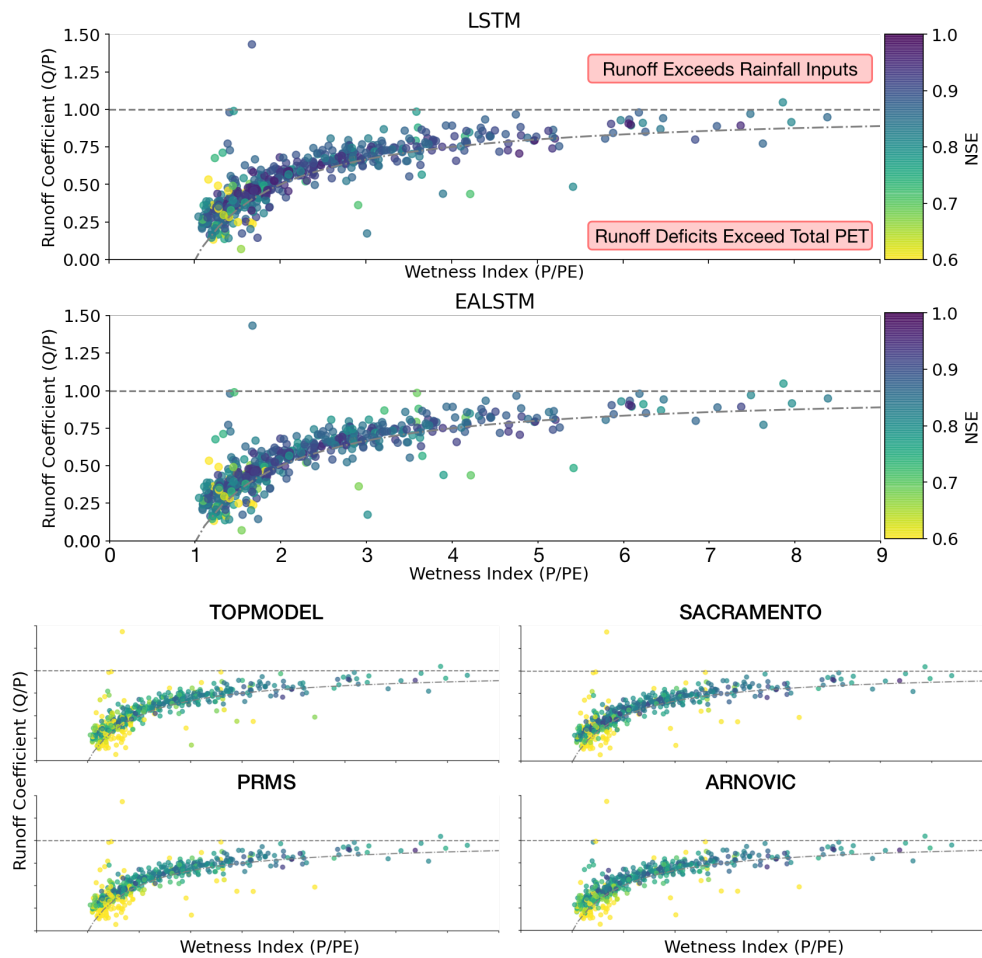 LSTM
Runoff Coefficient (Q/P)
1.50
1.25
1.00
0.75
0.50
0.25
0.00
Runoff Exceeds Rainfall Inputs
Runoff Deficits Exceed Total PET
Wetness Index (P/PE)
1.0
0.9
0.8
0.7
0.6
NSE
EALSTM
Runoff Coefficient (Q/P)
1.50
1.25
1.00
0.75
0.50
0.25
0.00
0 1 2 3 4 5 6 7 8 9
Wetness Index (P/PE)
1.0
0.9
0.8
0.7
0.6
NSE
Runoff Coefficient (Q/P)
TOPMODEL
SACRAMENTO
PRMS
ARNOVIC
Wetness Index (P/PE)
Wetness Index (P/PE)